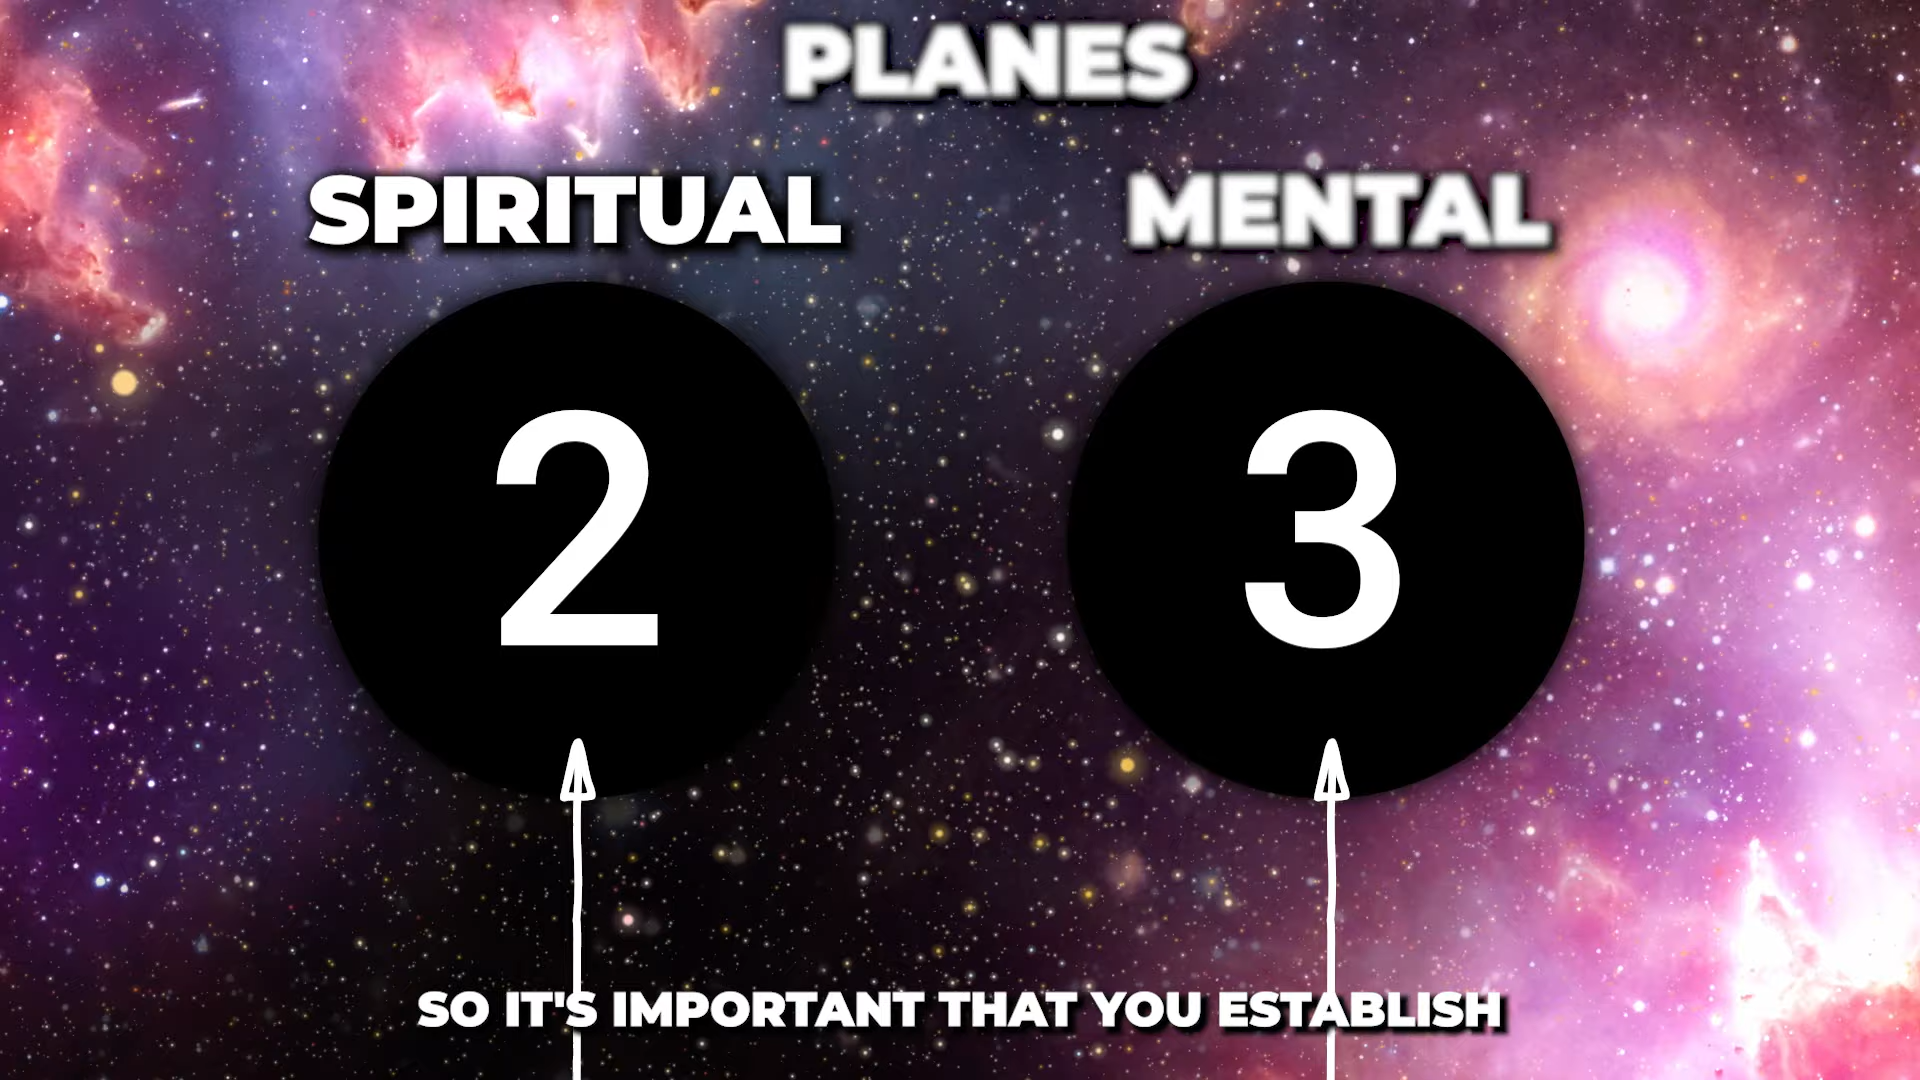 PLANES
SPIRITUAL MENTAL
2 3
SO IT'S IMPORTANT THAT YOU ESTABLISH